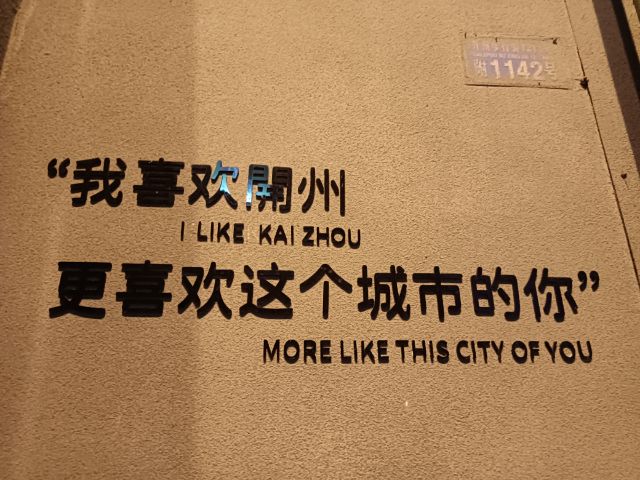 附1142号
“我喜欢開州
I LIKE KAI ZHOU
更喜欢这个城市的你”
MORE LIKE THIS CITY OF YOU